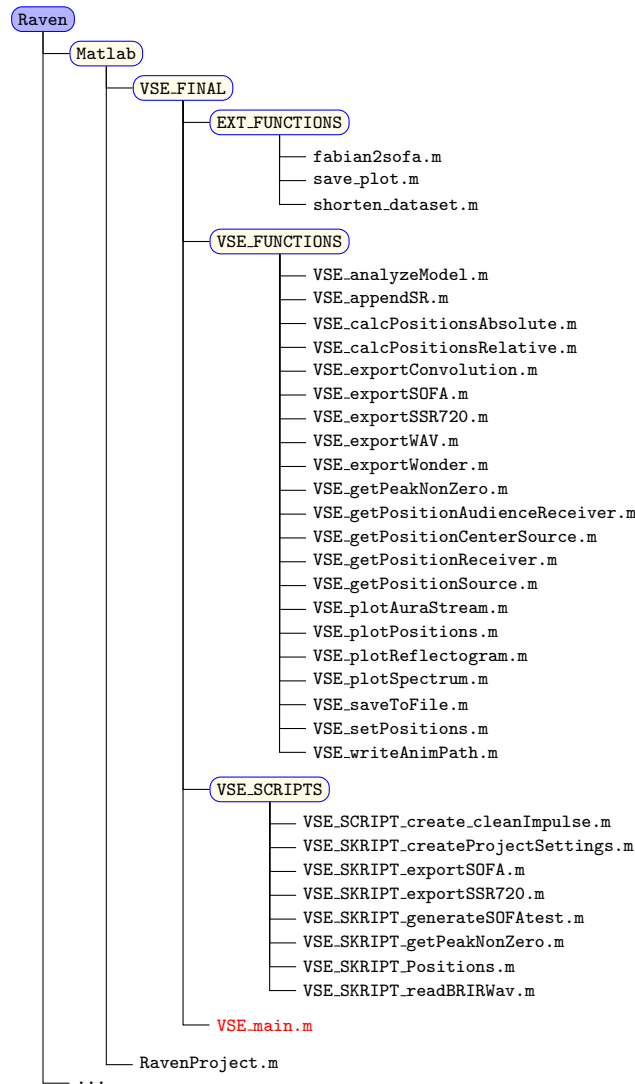 Raven
Matlab
VSE_FINAL
EXT_FUNCTIONS
fabian2sofa.m
save_plot.m
shorten_dataset.m
VSE_FUNCTIONS
VSE_analyzeModel.m
VSE_appendSR.m
VSE_calcPositionsAbsolute.m
VSE_calcPositionsRelative.m
VSE_exportConvolution.m
VSE_exportSOFA.m
VSE_exportSSR720.m
VSE_exportWAV.m
VSE_exportWonder.m
VSE_getPeakNonZero.m
VSE_getPositionAudienceReceiver.m
VSE_getPositionCenterSource.m
VSE_getPositionReceiver.m
VSE_getPositionSource.m
VSE_plotAuraStream.m
VSE_plotPositions.m
VSE_plotReflectogram.m
VSE_plotSpectrum.m
VSE_saveToFile.m
VSE_setPositions.m
VSE_writeAnimPath.m
VSE_SCRIPTS
VSE_SCRIPT_create_cleanImpulse.m
VSE_SKRIPT_createProjectSettings.m
VSE_SKRIPT_exportSOFA.m
VSE_SKRIPT_exportSSR720.m
VSE_SKRIPT_generateSOFAtest.m
VSE_SKRIPT_getPeakNonZero.m
VSE_SKRIPT_Positions.m
VSE_SKRIPT_readBRIRWav.m
VSE_main.m
RavenProject.m
...